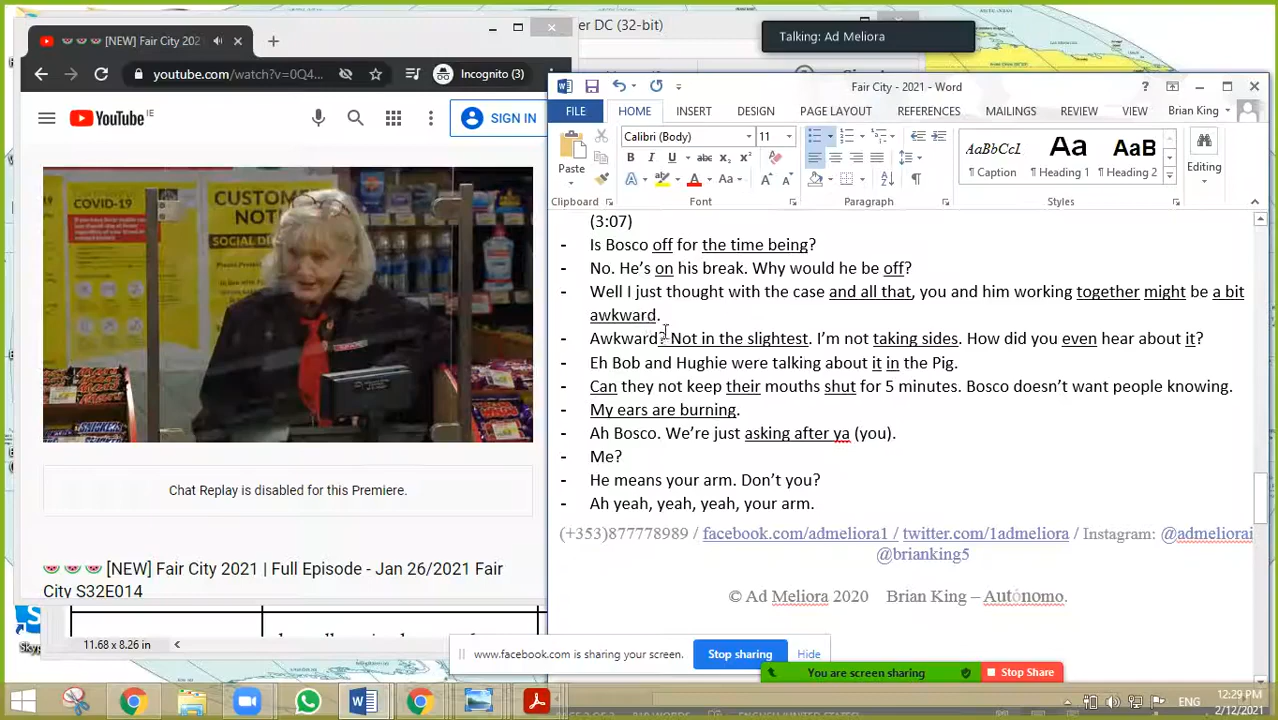 er DC (32-bit)
Talking: Ad Meliora
[NEW] Fair City 202
youtube.com/watch?v=0Q4...
Incognito (3)
YouTube IE
SIGN IN
COVID-19
CUSTOM
NOTI
SOCIAL DI
Chat Replay is disabled for this Premiere.
[NEW] Fair City 2021 | Full Episode - Jan 26/2021 Fair
City S32E014
11.68 x 8.26 in
Fair City - 2021 - Word
FILE HOME INSERT DESIGN PAGE LAYOUT REFERENCES MAILINGS REVIEW VIEW Brian King
Calibri (Body) 11
AaBbCcL AaBb AaBb
Paste
¶ Caption ¶ Heading 1 ¶ Heading 2
Editing
Clipboard Font Paragraph Styles
(3:07)
- Is Bosco off for the time being?
- No. He's on his break. Why would he be off?
- Well I just thought with the case and all that, you and him working together might be a bit
awkward.
- Awkward? Not in the slightest. I'm not taking sides. How did you even hear about it?
- Eh Bob and Hughie were talking about it in the Pig.
- Can they not keep their mouths shut for 5 minutes. Bosco doesn't want people knowing.
- My ears are burning.
- Ah Bosco. We're just asking after ya (you).
- Me?
- He means your arm. Don't you?
- Ah yeah, yeah, yeah, your arm.
(+353)877778989 / facebook.com/admeliora1 / twitter.com/1admeliora / Instagram: @admeliorai
@brianking5
© Ad Meliora 2020 Brian King – Autónomo.
www.facebook.com is sharing your screen. Stop sharing Hide
You are screen sharing Stop Share
Sky
ENG
12:29 PM
2/12/2021